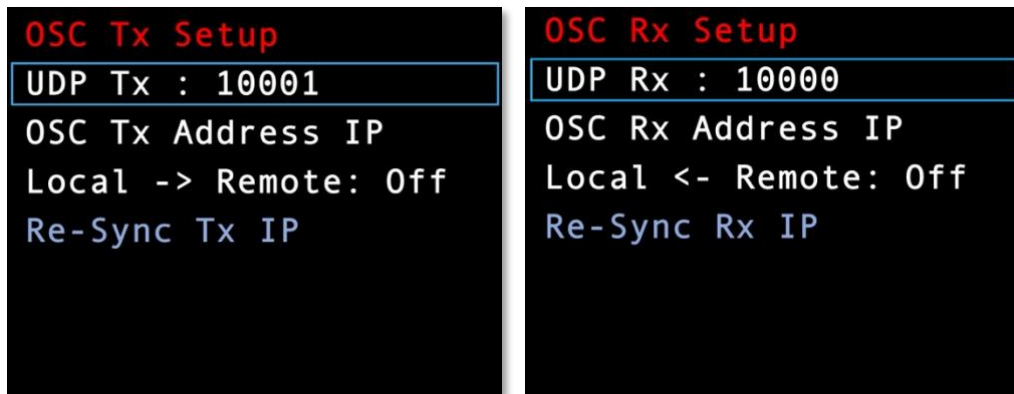 OSC Tx Setup
UDP Tx : 10001
OSC Tx Address IP
Local -> Remote: Off
Re-Sync Tx IP
OSC Rx Setup
UDP Rx : 10000
OSC Rx Address IP
Local <- Remote: Off
Re-Sync Rx IP